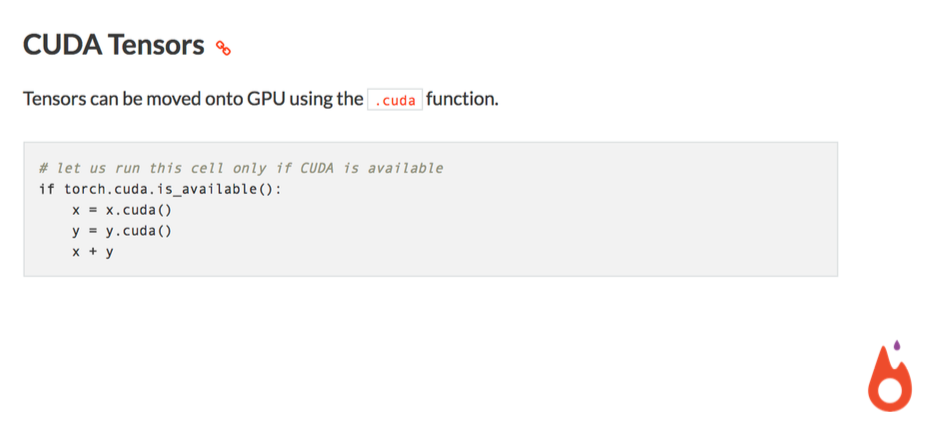 CUDA Tensors
Tensors can be moved onto GPU using the .cuda function.
# let us run this cell only if CUDA is available
if torch.cuda.is_available():
    x = x.cuda()
    y = y.cuda()
    x + y